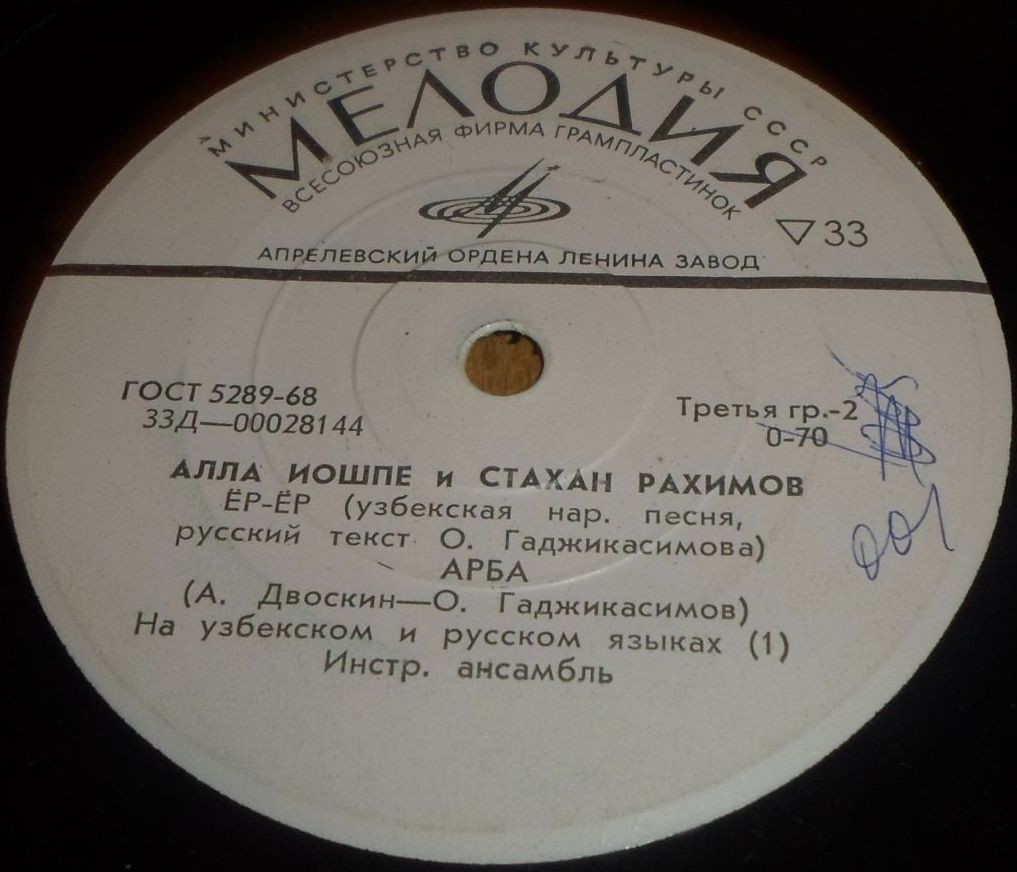 МИНИСТЕРСТВО КУЛЬТУРЫ СССР
МЕЛОДИЯ
ВСЕСОЮЗНАЯ ФИРМА ГРАМПЛАСТИНОК
33
АПРЕЛЕВСКИЙ ОРДЕНА ЛЕНИНА ЗАВОД
ГОСТ 5289-68
33Д—00028144
Третья гр.-2
0-70
АЛЛА ИОШПЕ и СТАХАН РАХИМОВ
ЁР-ЁР (узбекская нар. песня,
русский текст О. Гаджикасимова)
АРБА
(А. Двоскин—О. Гаджикасимов)
На узбекском и русском языках (1)
Инстр. ансамбль